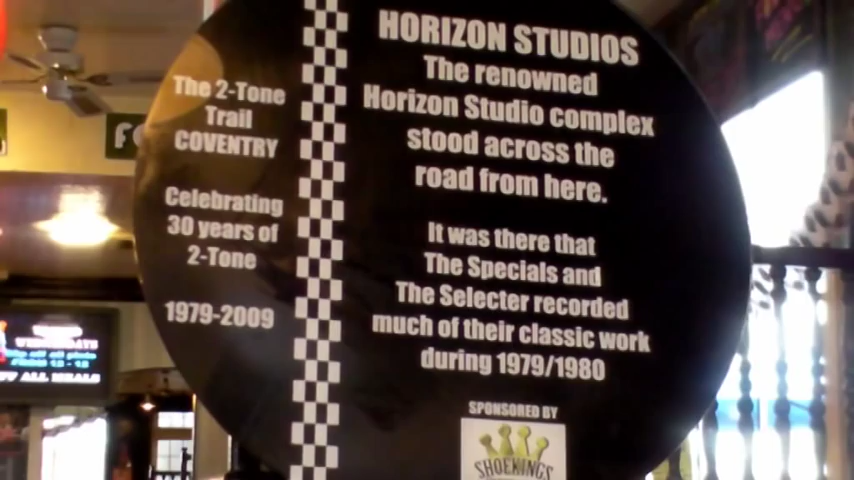 The 2-Tone
Trail
COVENTRY
Celebrating
30 years of
2-Tone
1979-2009
HORIZON STUDIOS
The renowned
Horizon Studio complex
stood across the
road from here.
It was there that
The Specials and
The Selecter recorded
much of their classic work
during 1979/1980
SPONSORED BY
SHOEKINGS
ALL MEALS